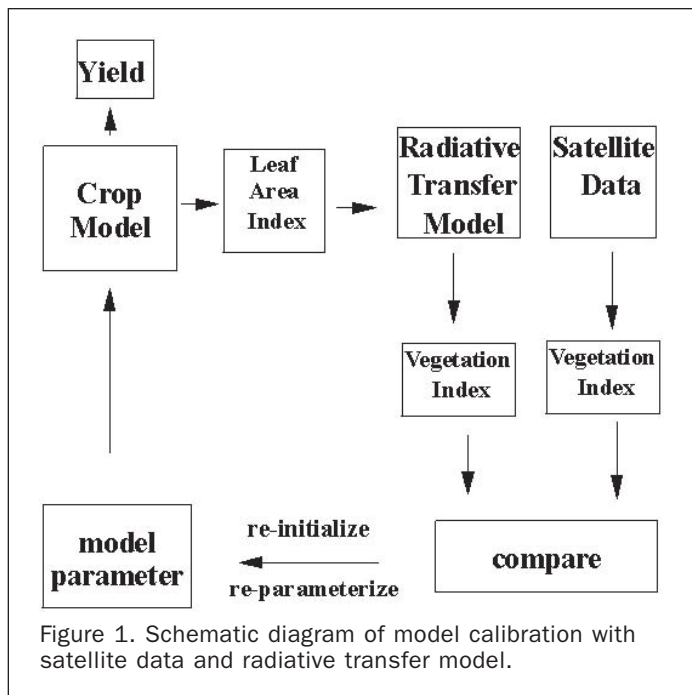 Yield
Crop
Model
Leaf
Area
Index
Radiative
Transfer
Model
Satellite
Data
Vegetation
Index
Vegetation
Index
model
parameter
re-initialize
re-parameterize
compare
Figure 1. Schematic diagram of model calibration with
satellite data and radiative transfer model.